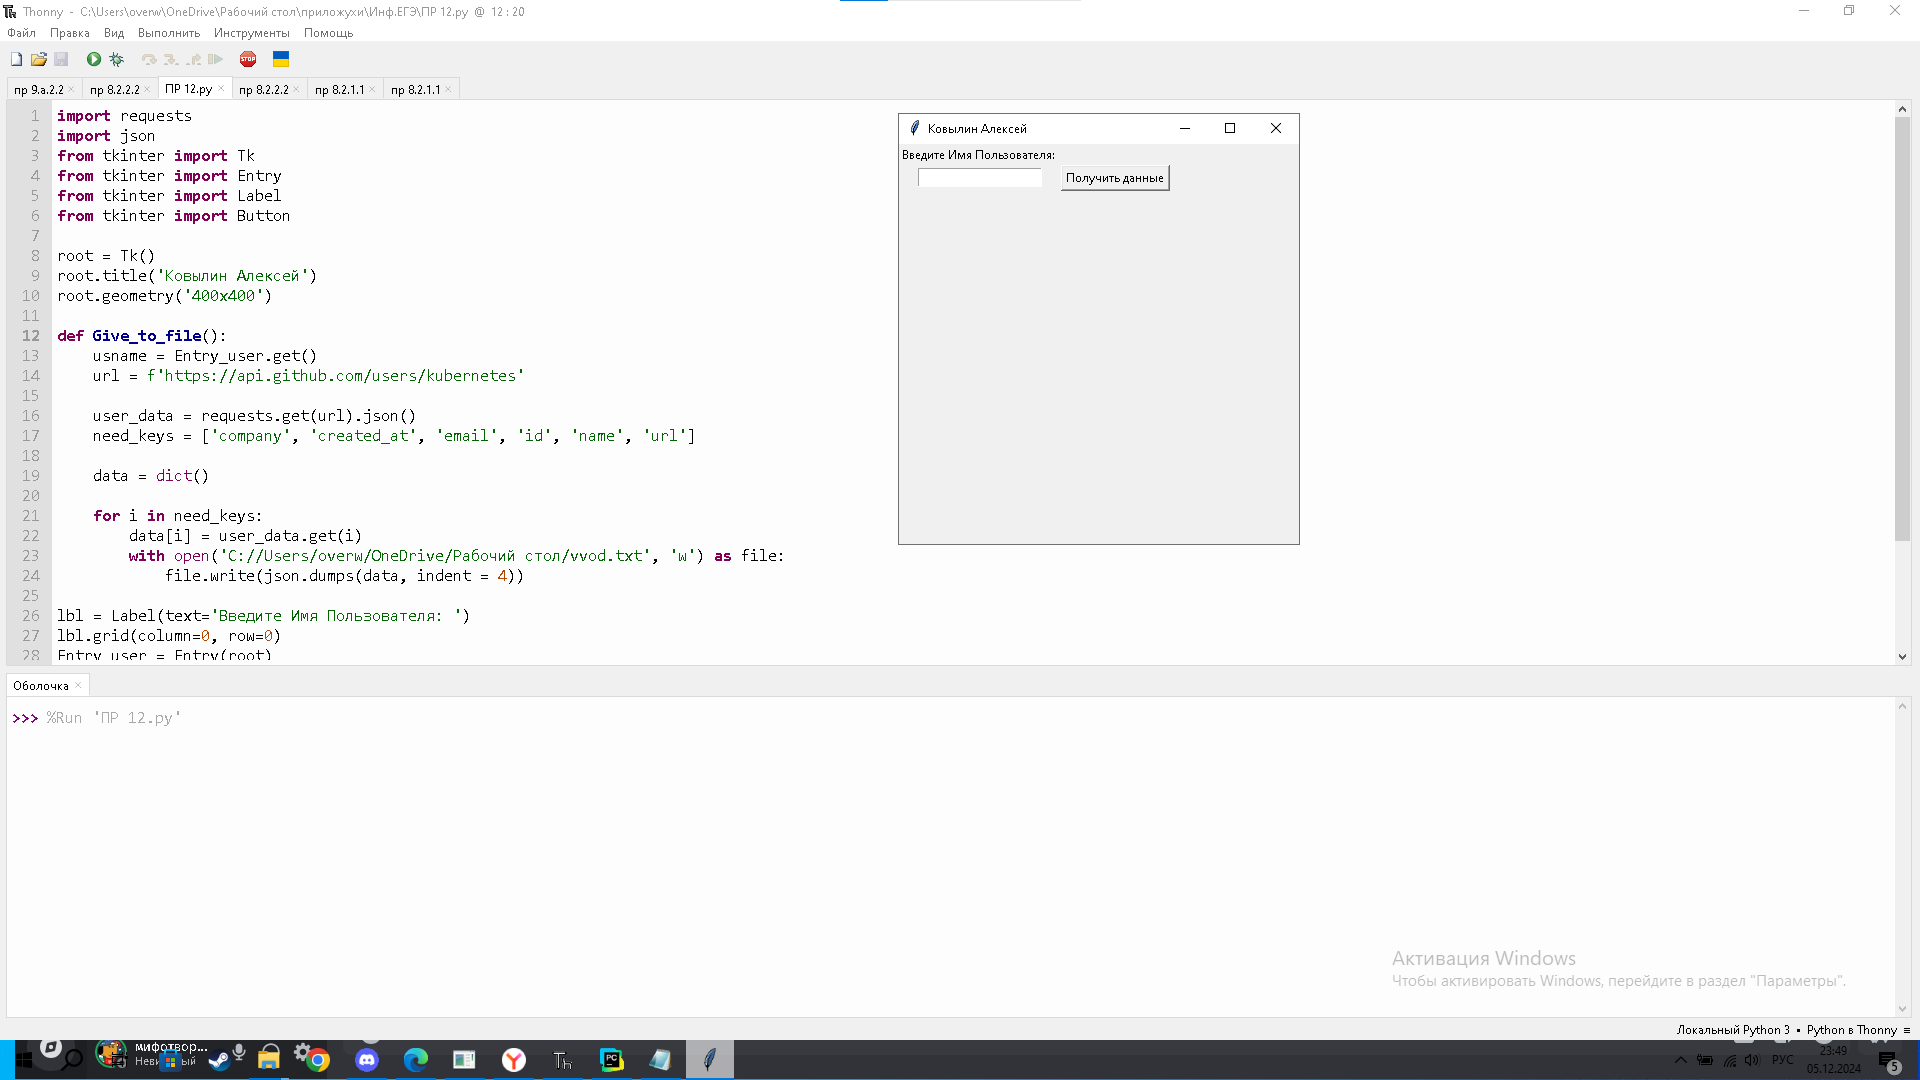 Thonny - C:\Users\overw\OneDrive\Рабочий стол\приложухи\Инф.ЕГЭ\ПР 12.py @ 12 : 20
Файл Правка Вид Выполнить Инструменты Помощь
STOP
пр 9.a.2.2 × пр 8.2.2.2 × ПР 12.py × пр 8.2.2.2 × пр 8.2.1.1 × пр 8.2.1.1 ×
1 import requests
2 import json
3 from tkinter import Tk
4 from tkinter import Entry
5 from tkinter import Label
6 from tkinter import Button
7
8 root = Tk()
9 root.title('Ковылин Алексей')
10 root.geometry('400x400')
11
12 def Give_to_file():
13 usname = Entry_user.get()
14 url = f'https://api.github.com/users/kubernetes'
15
16 user_data = requests.get(url).json()
17 need_keys = ['company', 'created_at', 'email', 'id', 'name', 'url']
18
19 data = dict()
20
21 for i in need_keys:
22 data[i] = user_data.get(i)
23 with open('C://Users/overw/OneDrive/Рабочий стол/vvod.txt', 'w') as file:
24 file.write(json.dumps(data, indent = 4))
25
26 lbl = Label(text='Введите Имя Пользователя: ')
27 lbl.grid(column=0, row=0)
28 Entry_user = Entry(root)
Ковылин Алексей
Введите Имя Пользователя:
Получить данные
Оболочка ×
>>> %Run 'ПР 12.py'
Активация Windows
Чтобы активировать Windows, перейдите в раздел "Параметры".
Локальный Python 3 • Python в Thonny ≡
мифотвор...
РУС
23:49
05.12.2024
5